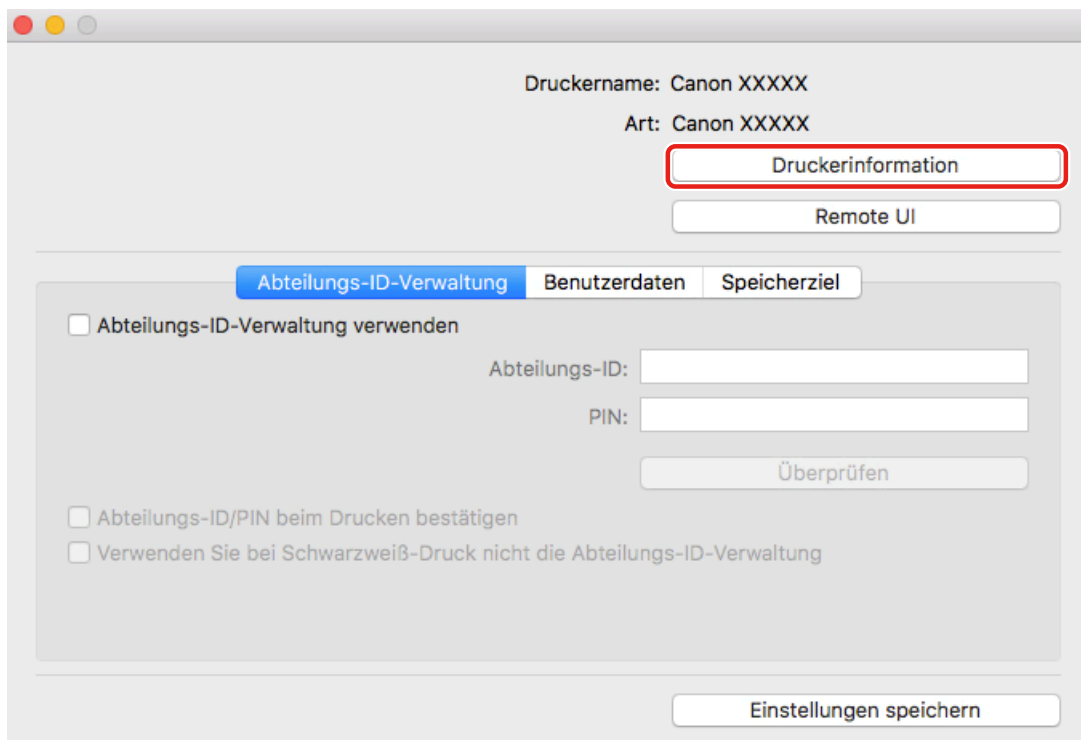 Druckername: Canon XXXXX
Art: Canon XXXXX
Druckerinformation
Remote UI
Abteilungs-ID-Verwaltung Benutzerdaten Speicherziel
Abteilungs-ID-Verwaltung verwenden
Abteilungs-ID:
PIN:
Überprüfen
Abteilungs-ID/PIN beim Drucken bestätigen
Verwenden Sie bei Schwarzweiß-Druck nicht die Abteilungs-ID-Verwaltung
Einstellungen speichern